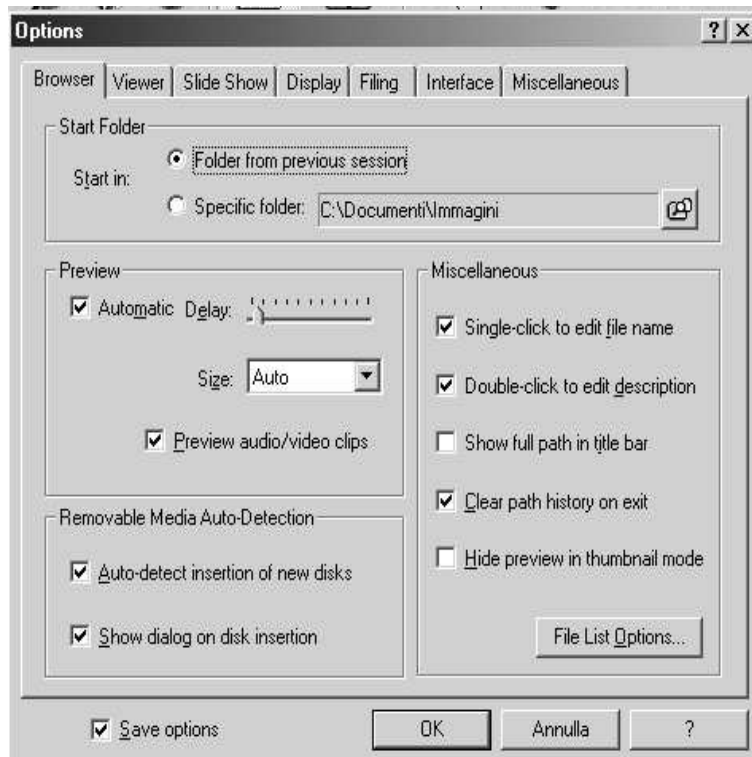 Options
Browser Viewer Slide Show Display Filing Interface Miscellaneous
Start Folder
Start in:
Folder from previous session
Specific folder: C:\Documenti\Immagini
Preview
Automatic Delay:
Size: Auto
Preview audio/video clips
Removable Media Auto-Detection
Auto-detect insertion of new disks
Show dialog on disk insertion
Miscellaneous
Single-click to edit file name
Double-click to edit description
Show full path in title bar
Clear path history on exit
Hide preview in thumbnail mode
File List Options...
Save options
OK Annulla ?